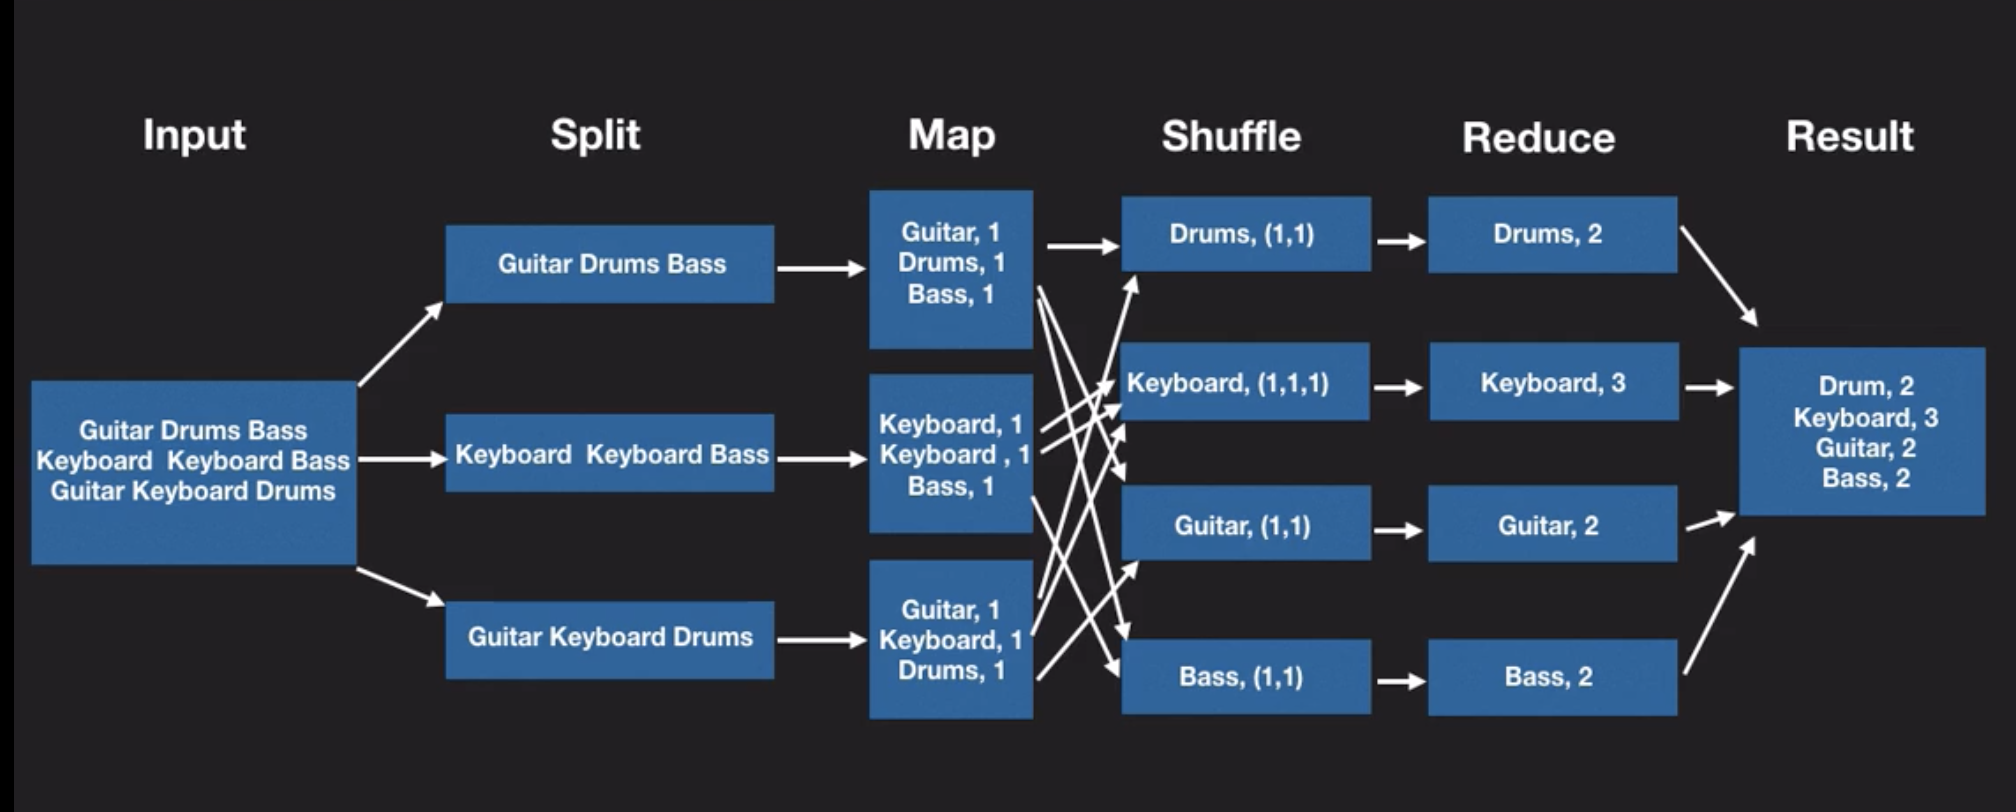 Input
Split
Map
Shuffle
Reduce
Result
Guitar Drums Bass
Keyboard  Keyboard Bass
Guitar Keyboard Drums
Guitar Drums Bass
Keyboard  Keyboard Bass
Guitar Keyboard Drums
Guitar, 1
Drums, 1
Bass, 1
Keyboard, 1
Keyboard , 1
Bass, 1
Guitar, 1
Keyboard, 1
Drums, 1
Drums, (1,1)
Keyboard, (1,1,1)
Guitar, (1,1)
Bass, (1,1)
Drums, 2
Keyboard, 3
Guitar, 2
Bass, 2
Drum, 2
Keyboard, 3
Guitar, 2
Bass, 2